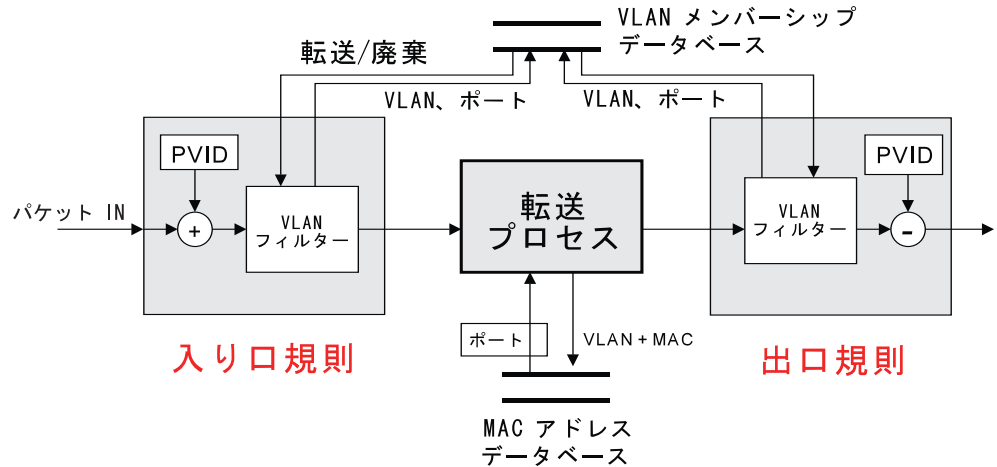 VLAN メンバーシップ
データベース
転送/廃棄
VLAN、ポート
VLAN、ポート
PVID
PVID
パケット IN
+
VLAN
フィルター
転送
プロセス
VLAN
フィルター
-
入り口規則
ポート
VLAN+MAC
出口規則
MAC アドレス
データベース